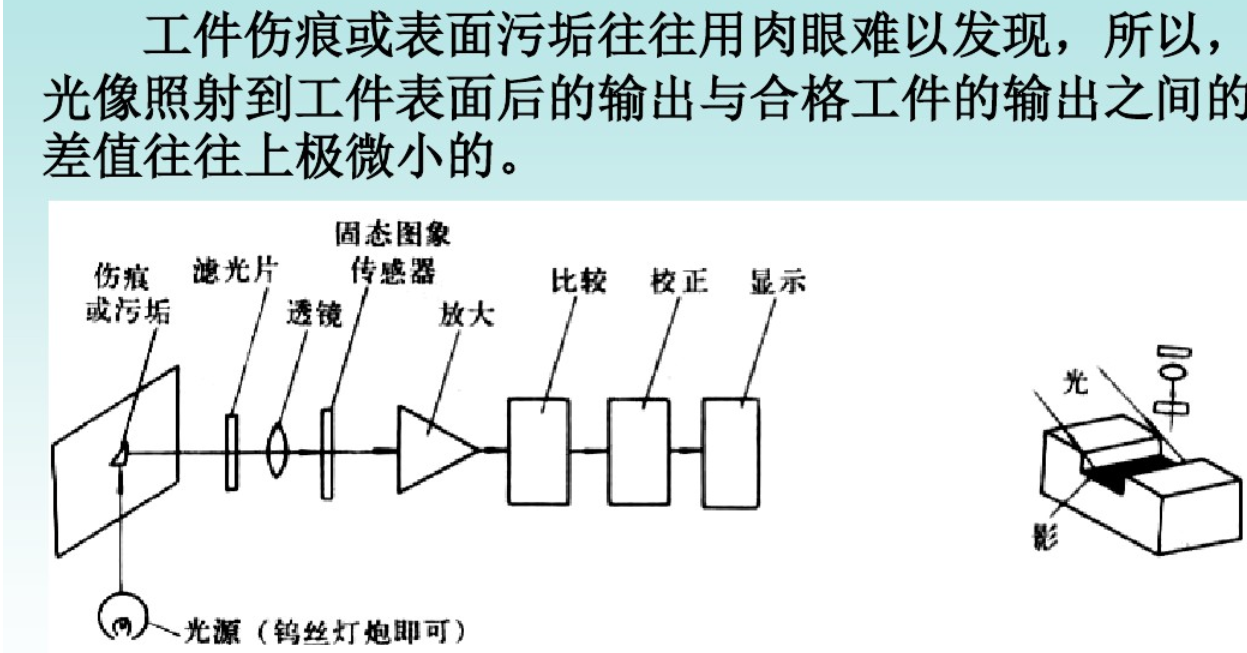 工件伤痕或表面污垢往往用肉眼难以发现，所以，
光像照射到工件表面后的输出与合格工件的输出之间的
差值往往上极微小的。
固态图象
传感器
伤痕
或污垢
滤光片
透镜
放大
比较
校正
显示
光
影
光源（钨丝灯炮即可）